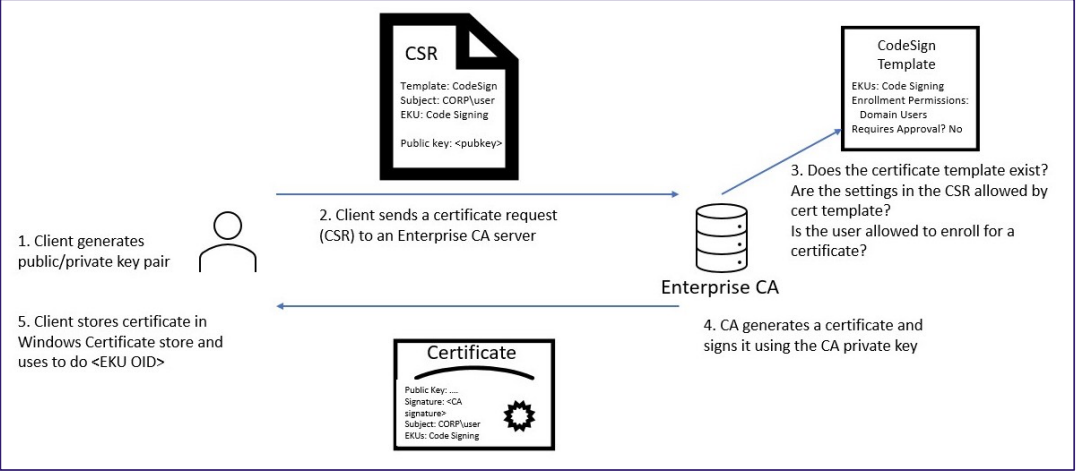 CSR
Template: CodeSign
Subject: CORP\user
EKU: Code Signing
Public key: <pubkey>
CodeSign
Template
EKUs: Code Signing
Enrollment Permissions:
Domain Users
Requires Approval? No
1. Client generates
public/private key pair
2. Client sends a certificate request
(CSR) to an Enterprise CA server
3. Does the certificate template exist?
Are the settings in the CSR allowed by
cert template?
Is the user allowed to enroll for a
certificate?
Enterprise CA
4. CA generates a certificate and
signs it using the CA private key
5. Client stores certificate in
Windows Certificate store and
uses to do <EKU OID>
Certificate
Public Key: ....
Signature: <CA
signature>
Subject: CORP\user
EKUs: Code Signing